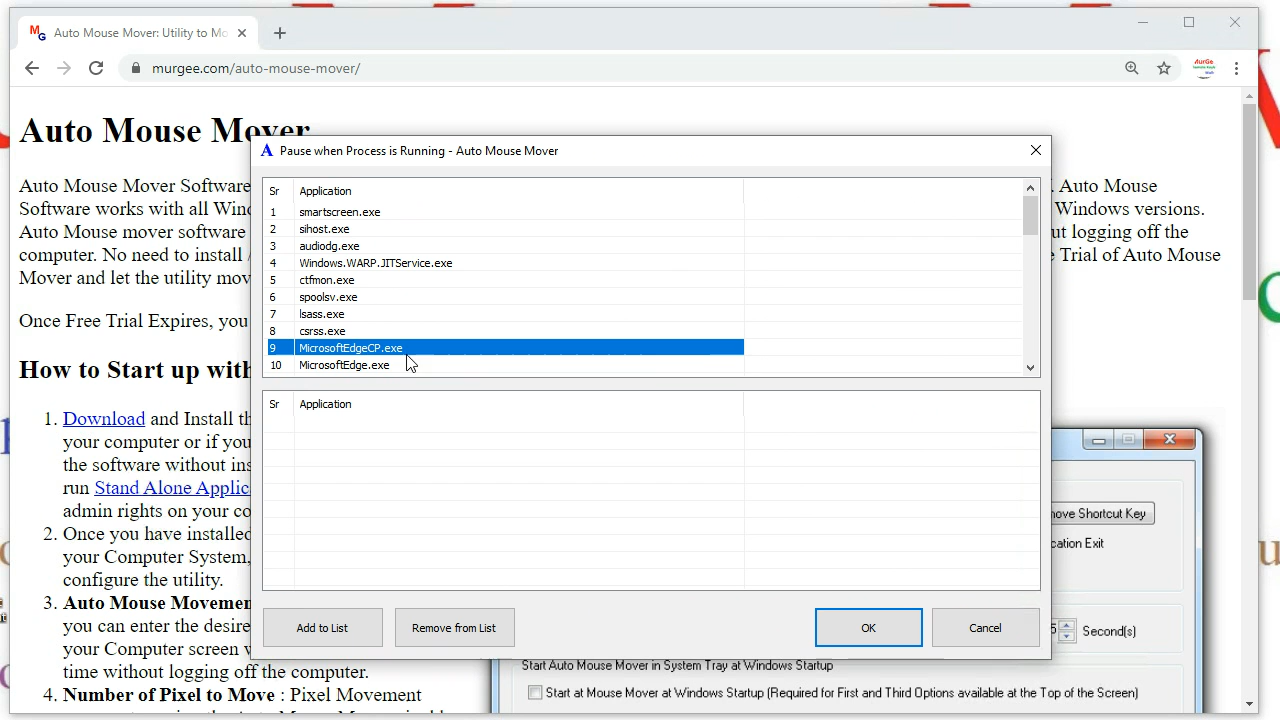 Auto Mouse Mover: Utility to Mo
murgee.com/auto-mouse-mover/
Auto Mouse Mover
Auto Mouse Mover Software
Auto Mouse
Software works with all Win
Windows versions.
Auto Mouse mover software
ut logging off the
computer. No need to install
Trial of Auto Mouse
Mover and let the utility mov
Once Free Trial Expires, you
How to Start up with
1. Download and Install th
your computer or if you
the software without ins
run Stand Alone Applic
admin rights on your co
2. Once you have installed
your Computer System,
configure the utility.
3. Auto Mouse Movemen
you can enter the desire
your Computer screen
time without logging off the computer.
4. Number of Pixel to Move : Pixel Movement
Pause when Process is Running - Auto Mouse Mover
Sr Application
1 smartscreen.exe
2 sihost.exe
3 audiodg.exe
4 Windows.WARP.JITService.exe
5 ctfmon.exe
6 spoolsv.exe
7 lsass.exe
8 csrss.exe
9 MicrosoftEdgeCP.exe
10 MicrosoftEdge.exe
Sr Application
Add to List
Remove from List
OK
Cancel
ove Shortcut Key
cation Exit
5 Second(s)
Start Auto Mouse Mover in System Tray at Windows Startup
Start at Mouse Mover at Windows Startup (Required for First and Third Options available at the Top of the Screen)